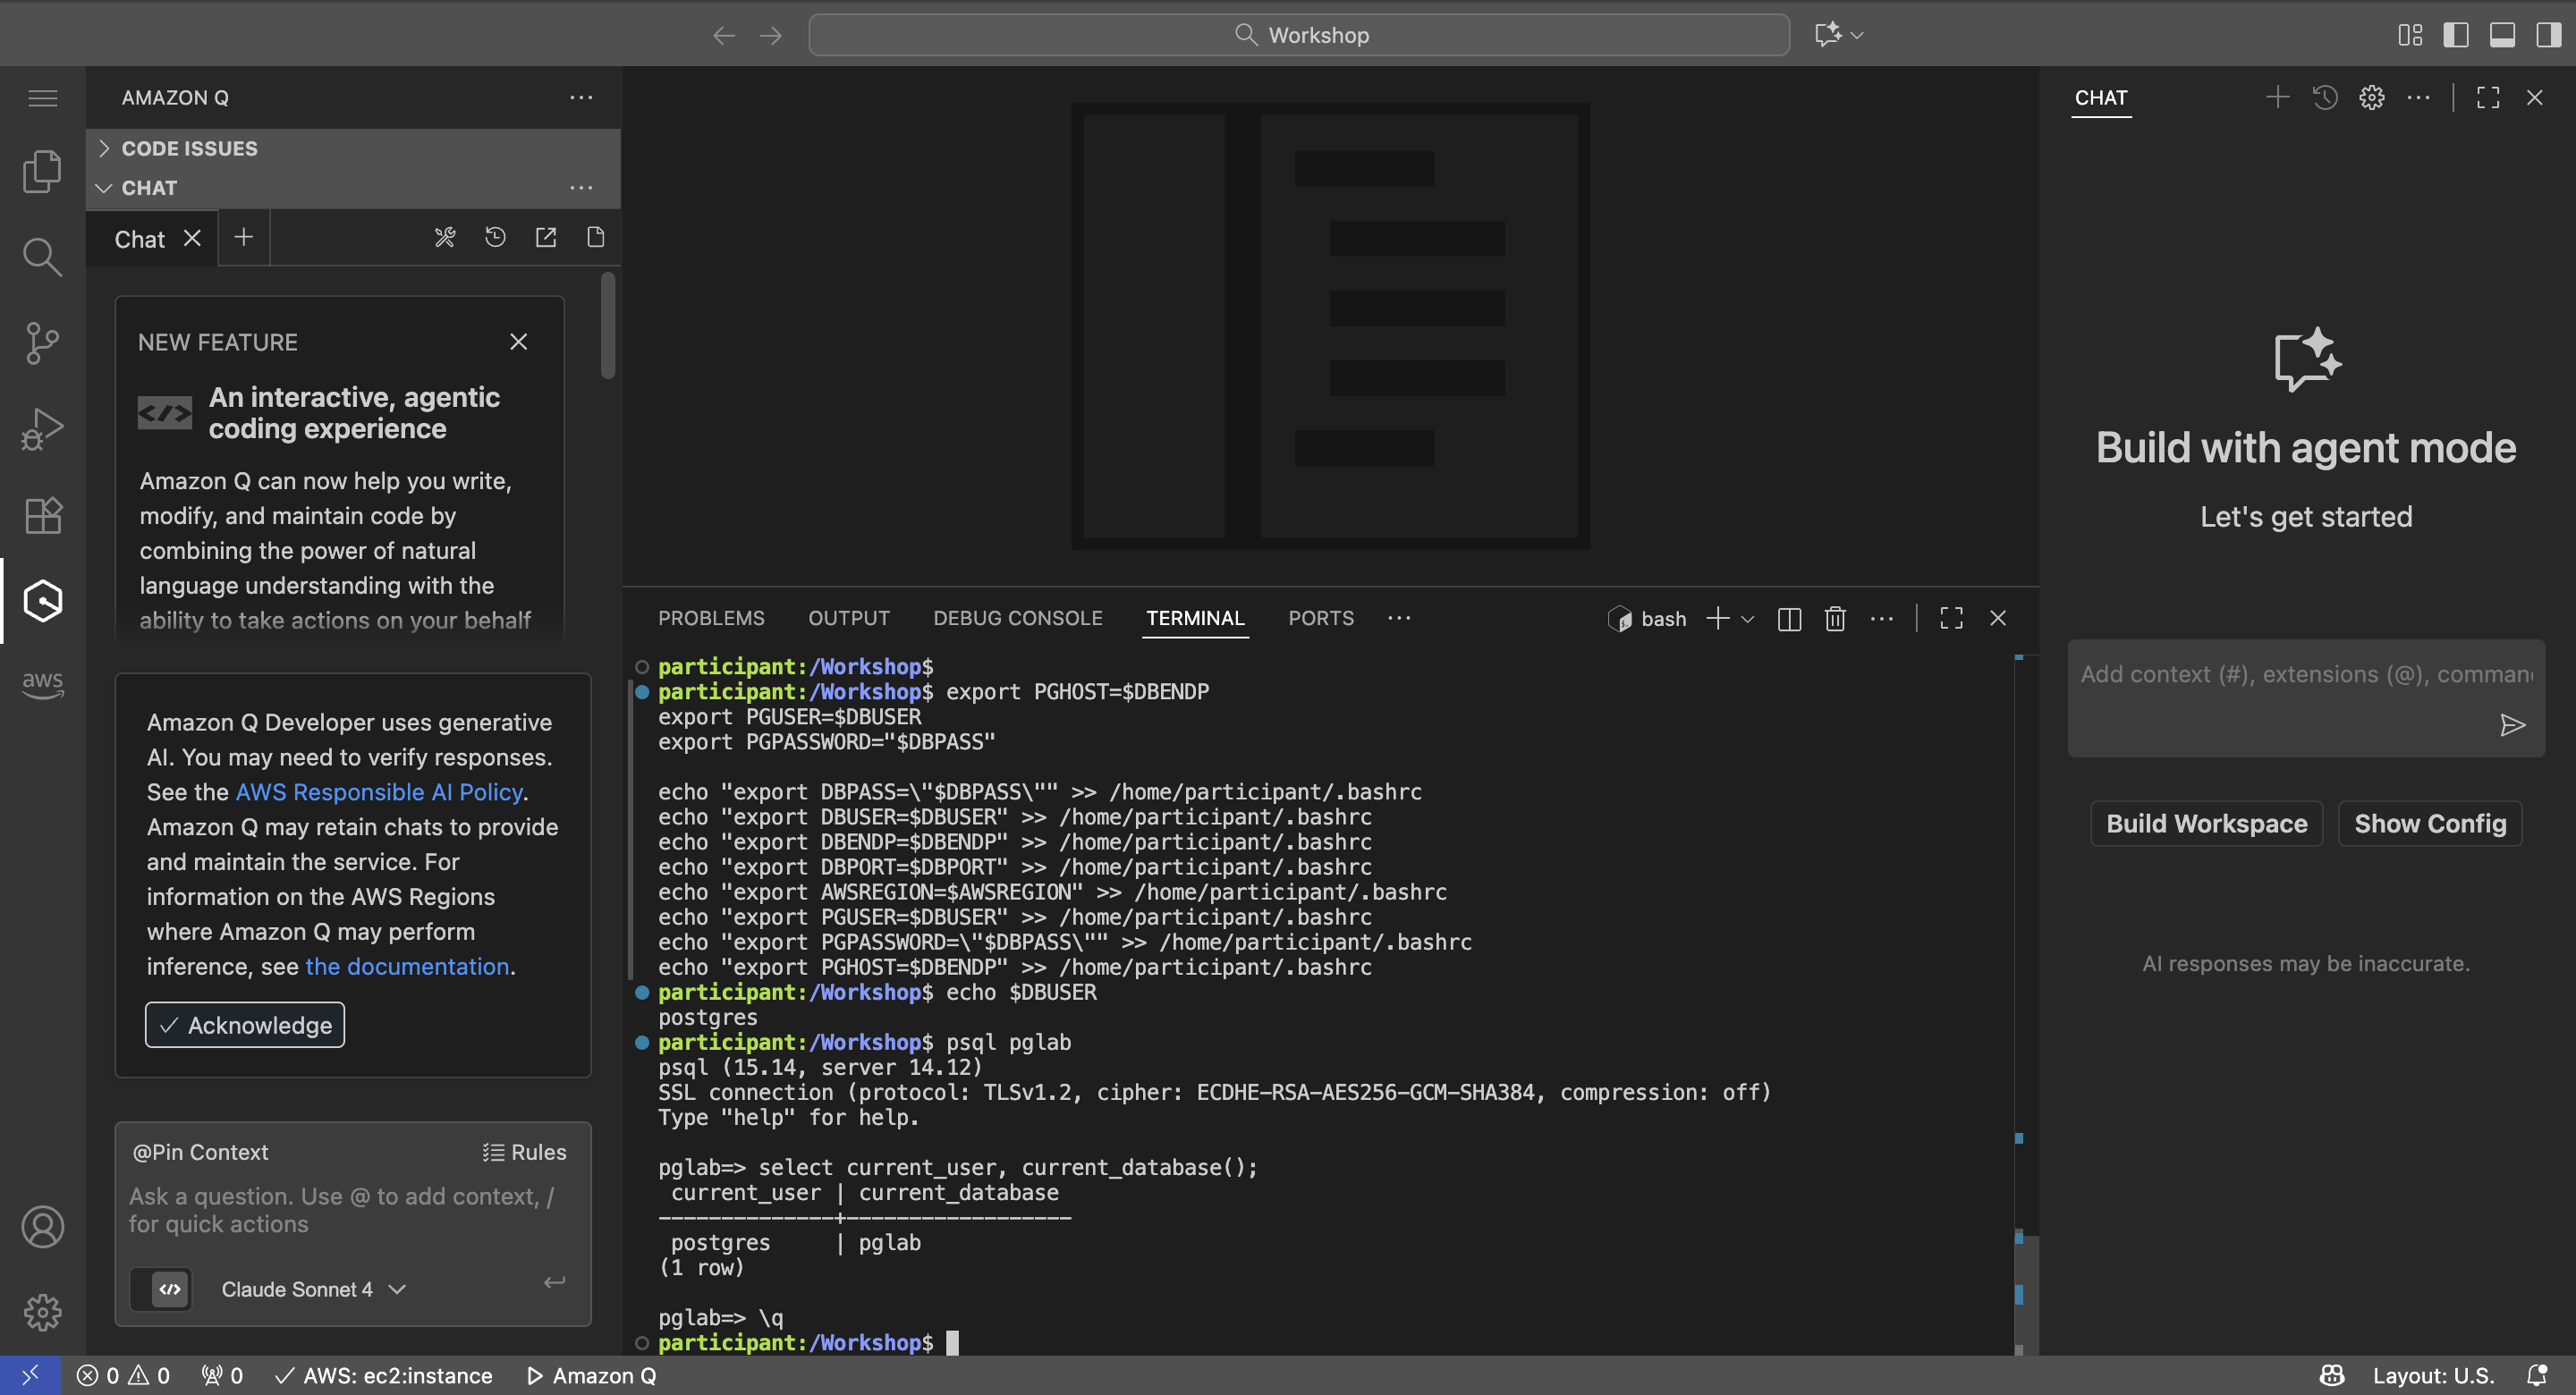 Workshop
AMAZON Q
CODE ISSUES
CHAT
Chat
NEW FEATURE
</>
An interactive, agentic
coding experience
Amazon Q can now help you write,
modify, and maintain code by
combining the power of natural
language understanding with the
ability to take actions on your behalf
Amazon Q Developer uses generative
AI. You may need to verify responses.
See the AWS Responsible AI Policy.
Amazon Q may retain chats to provide
and maintain the service. For
information on the AWS Regions
where Amazon Q may perform
inference, see the documentation.
Acknowledge
@Pin Context
Rules
Ask a question. Use @ to add context, /
for quick actions
</>
Claude Sonnet 4
aws
PROBLEMS
OUTPUT
DEBUG CONSOLE
TERMINAL
PORTS
bash
participant:/Workshop$
participant:/Workshop$ export PGHOST=$DBENDP
export PGUSER=$DBUSER
export PGPASSWORD="$DBPASS"
echo "export DBPASS=\"$DBPASS\"" >> /home/participant/.bashrc
echo "export DBUSER=$DBUSER" >> /home/participant/.bashrc
echo "export DBENDP=$DBENDP" >> /home/participant/.bashrc
echo "export DBPORT=$DBPORT" >> /home/participant/.bashrc
echo "export AWSREGION=$AWSREGION" >> /home/participant/.bashrc
echo "export PGUSER=$DBUSER" >> /home/participant/.bashrc
echo "export PGPASSWORD=\"$DBPASS\"" >> /home/participant/.bashrc
echo "export PGHOST=$DBENDP" >> /home/participant/.bashrc
participant:/Workshop$ echo $DBUSER
postgres
participant:/Workshop$ psql pglab
psql (15.14, server 14.12)
SSL connection (protocol: TLSv1.2, cipher: ECDHE-RSA-AES256-GCM-SHA384, compression: off)
Type "help" for help.
pglab=> select current_user, current_database();
current_user | current_database
--------------+------------------
postgres | pglab
(1 row)
pglab=> \q
participant:/Workshop$
CHAT
Build with agent mode
Let's get started
Add context (#), extensions (@), comman
Build Workspace
Show Config
AI responses may be inaccurate.
0
0
0
AWS: ec2:instance
Amazon Q
Layout: U.S.